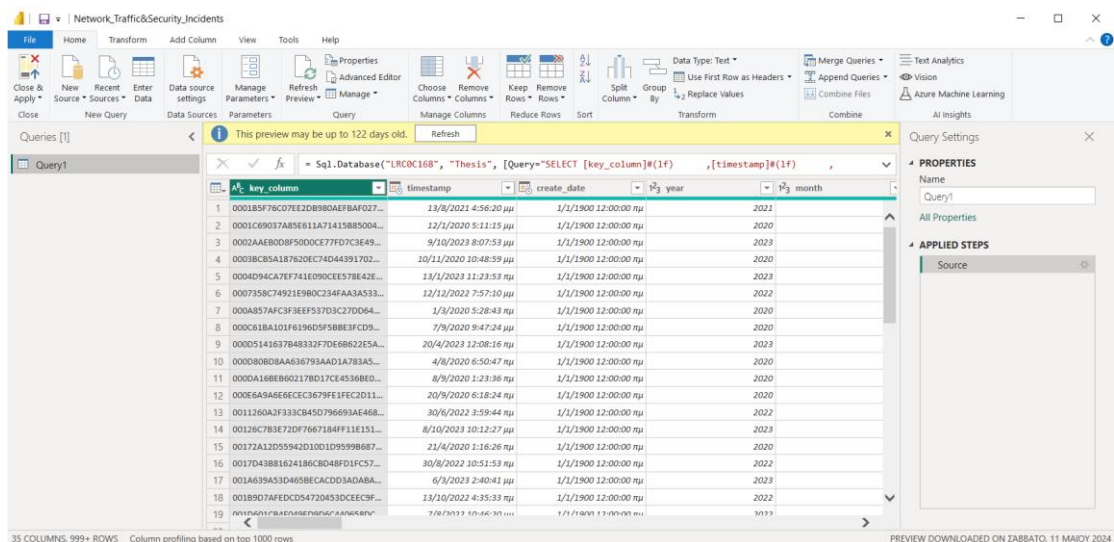 Network_Traffic&Security_Incidents
File Home Transform Add Column View Tools Help
Close & Apply
New Source
Recent Sources
Enter Data
Data source settings
Manage Parameters
Refresh Preview
Properties
Advanced Editor
Manage
Choose Columns
Remove Columns
Keep Rows
Remove Rows
Split Column
Group By
Data Type: Text
Use First Row as Headers
Replace Values
Merge Queries
Append Queries
Combine Files
Text Analytics
Vision
Azure Machine Learning
Close New Query Data Sources Parameters Query Manage Columns Reduce Rows Sort Transform Combine AI Insights
Queries [1]
Query1
This preview may be up to 122 days old. Refresh
= Sql.Database("LRC0C168", "Thesis", [Query="SELECT [key_column]#(lf) ,[timestamp]#(lf) ,
key_column timestamp create_date year month
1 0001B5F76C07EE2DB980AEFBAF027... 13/8/2021 4:56:20 μμ 1/1/1900 12:00:00 πμ 2021
2 0001C69037A85E611A71415B85004... 12/1/2020 5:11:15 μμ 1/1/1900 12:00:00 πμ 2020
3 0002AAEB0D8F50D0CE77FD7C3E49... 9/10/2023 8:07:53 μμ 1/1/1900 12:00:00 πμ 2023
4 0003BCB5A187620EC74D44391702... 10/11/2020 10:48:59 μμ 1/1/1900 12:00:00 πμ 2020
5 0004D94CA7EF741E090CEE578E42E... 13/1/2023 11:23:53 πμ 1/1/1900 12:00:00 πμ 2023
6 0007358C74921E9B0C234FAA3A533... 12/12/2022 7:57:10 μμ 1/1/1900 12:00:00 πμ 2022
7 000A857AFC3F3EEF537D3C27DD64... 1/3/2020 5:28:43 πμ 1/1/1900 12:00:00 πμ 2020
8 000C61BA101F6196D5F5BBE3FCD9... 7/9/2020 9:47:24 μμ 1/1/1900 12:00:00 πμ 2020
9 000D5141637B48332F7DE6B622E5A... 20/4/2023 12:08:16 πμ 1/1/1900 12:00:00 πμ 2023
10 000D80BD8AA636793AAD1A783A5... 4/8/2020 6:50:47 πμ 1/1/1900 12:00:00 πμ 2020
11 000DA16BEB60217BD17CE4536BE0... 8/9/2020 1:23:36 πμ 1/1/1900 12:00:00 πμ 2020
12 000E6A9A6E6ECEC3679FE1FEC2D11... 20/9/2020 6:18:24 πμ 1/1/1900 12:00:00 πμ 2020
13 0011260A2F333CB45D796693AE468... 30/6/2022 3:59:44 πμ 1/1/1900 12:00:00 πμ 2022
14 00126C7B3E72DF7667184FF11E151... 8/10/2023 10:12:27 μμ 1/1/1900 12:00:00 πμ 2023
15 00172A12D55942D10D1D9599B687... 21/4/2020 1:16:26 πμ 1/1/1900 12:00:00 πμ 2020
16 0017D43B81624186CBD48FD1FC57... 30/8/2022 10:51:53 πμ 1/1/1900 12:00:00 πμ 2022
17 001A639A53D465BECACDD3ADABA... 6/3/2023 2:40:41 μμ 1/1/1900 12:00:00 πμ 2023
18 001B9D7AFEDCD54720453DCEEC9F... 13/10/2022 4:35:33 πμ 1/1/1900 12:00:00 πμ 2022
19
Query Settings
PROPERTIES
Name
Query1
All Properties
APPLIED STEPS
Source
35 COLUMNS, 999+ ROWS Column profiling based on top 1000 rows
PREVIEW DOWNLOADED ON ΣΑΒΒΑΤΟ, 11 ΜΑΙΟΥ 2024